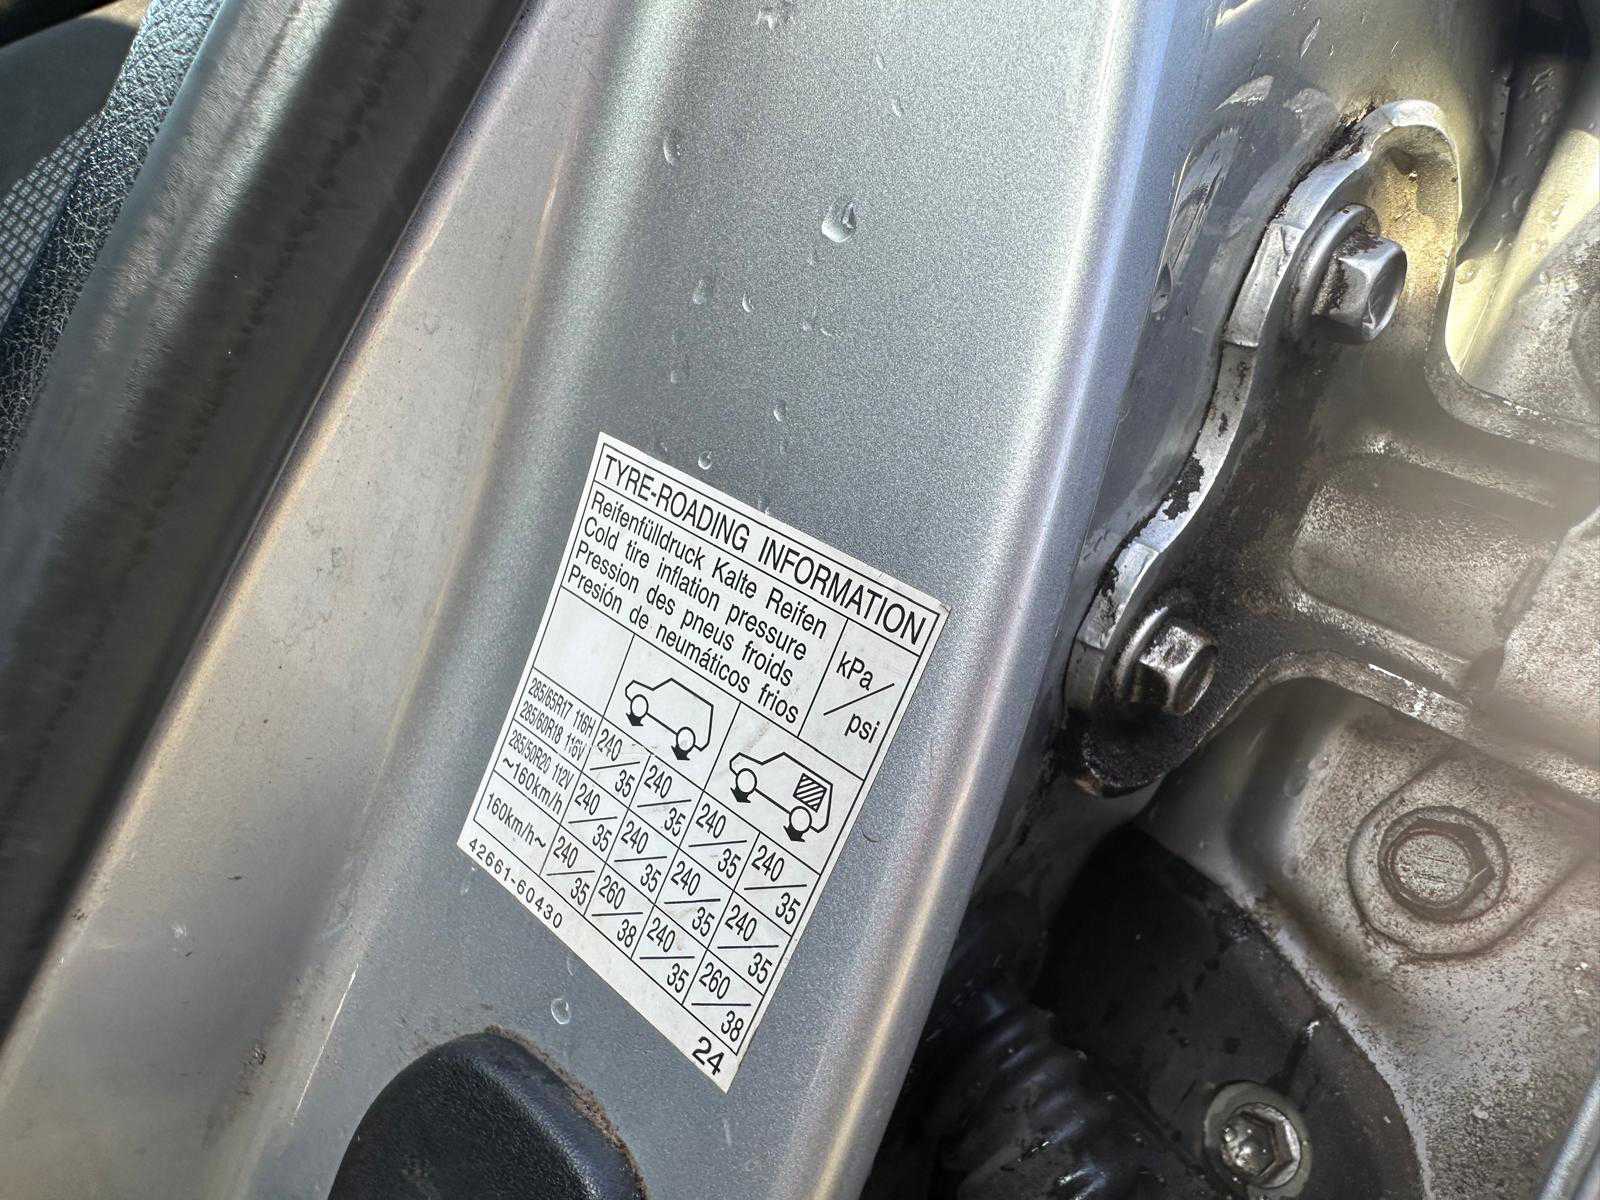 TYRE-ROADING INFORMATION
Reifenfülldruck Kalte Reifen
Cold tire inflation pressure
Pression des pneus froids
Presión de neumáticos frios
kPa/psi
285/65R17 116H
285/60R18 116V
240/35 240/35 240/35 240/35
285/50R20 112V
~160km/h
240/35 240/35 240/35 240/35
160km/h~
240/35 260/38 240/35 260/38
42661-60430 24